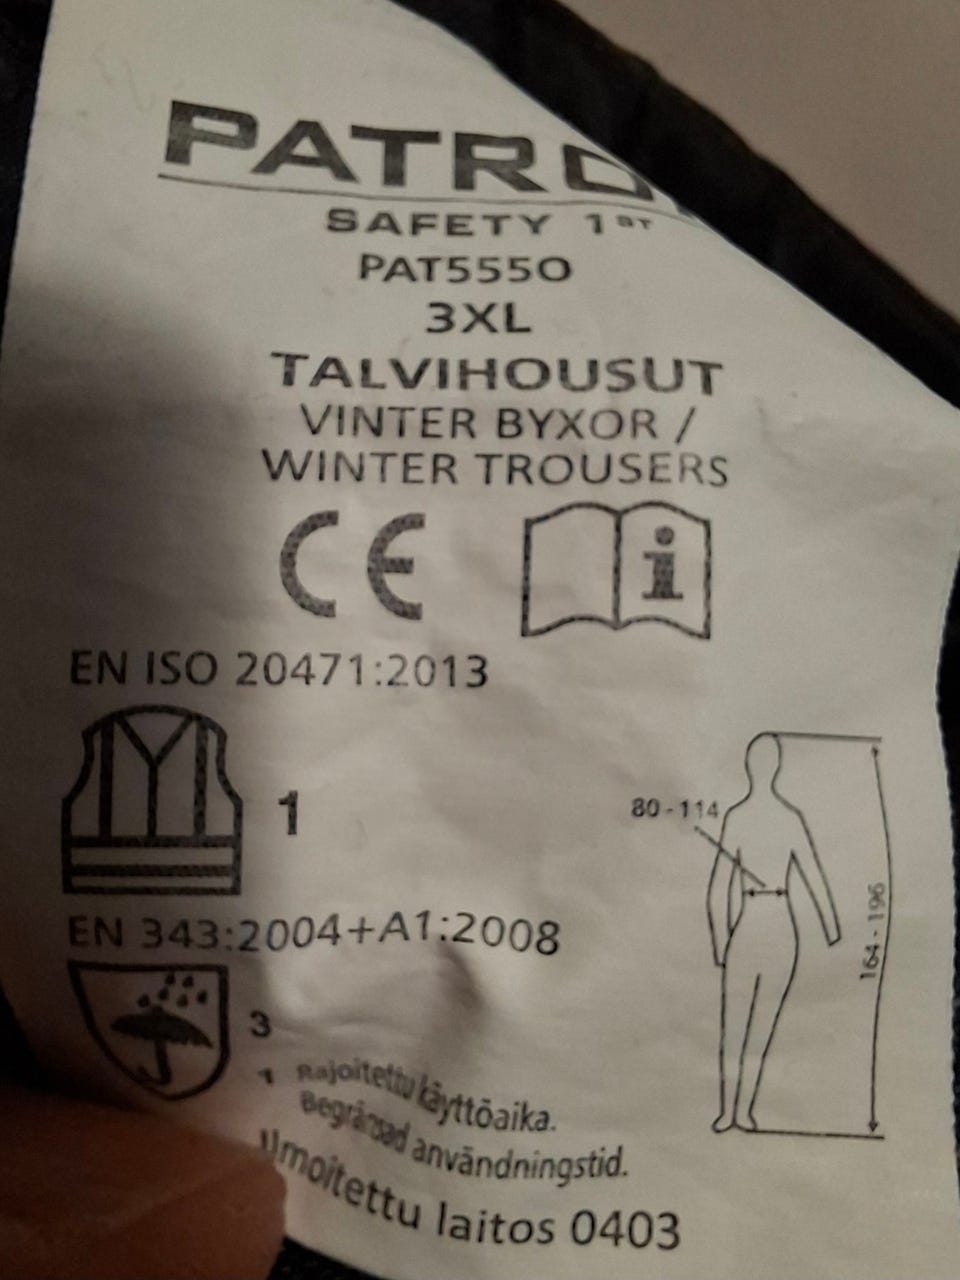 PATRO
SAFETY 1ST
PAT5550
3XL
TALVIHOUSUT
VINTER BYXOR /
WINTER TROUSERS
CE
i
EN ISO 20471:2013
1
80 - 114
164 - 196
EN 343:2004+A1:2008
3
1 Rajoitettu käyttöaika.
Begränsad användningstid.
Ilmoitettu laitos 0403